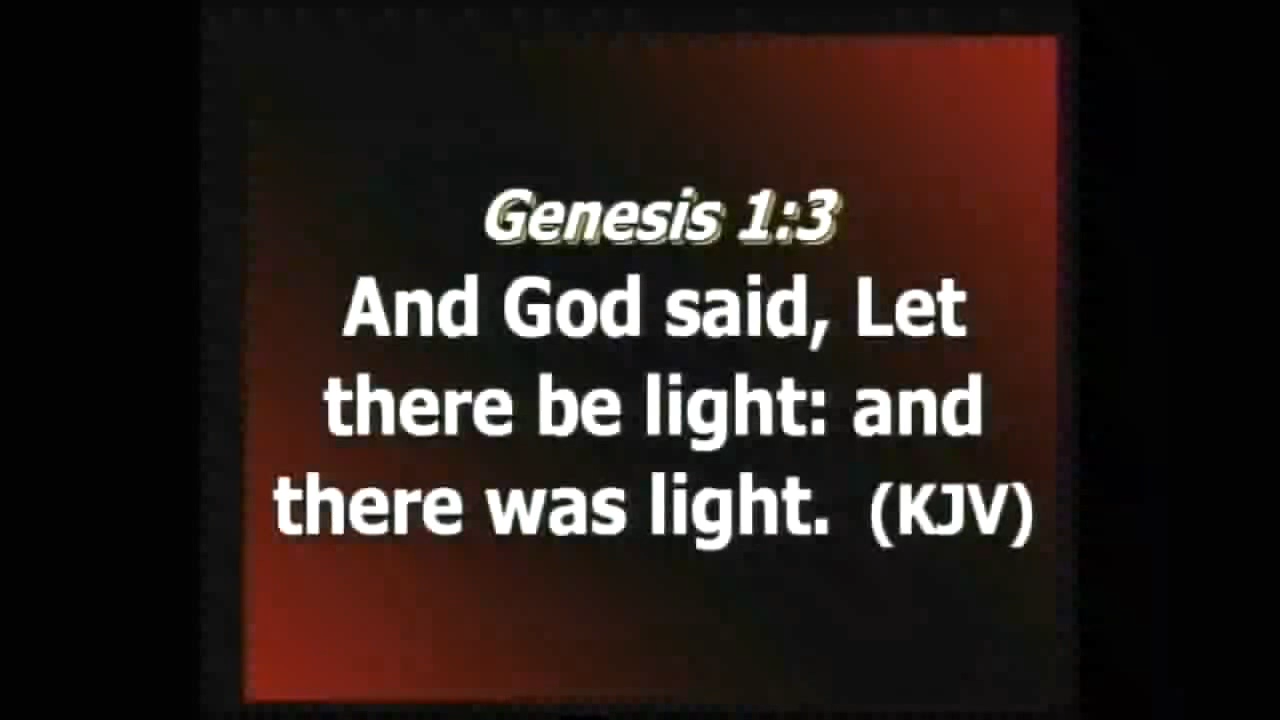 Genesis 1:3
And God said, Let
there be light: and
there was light. (KJV)